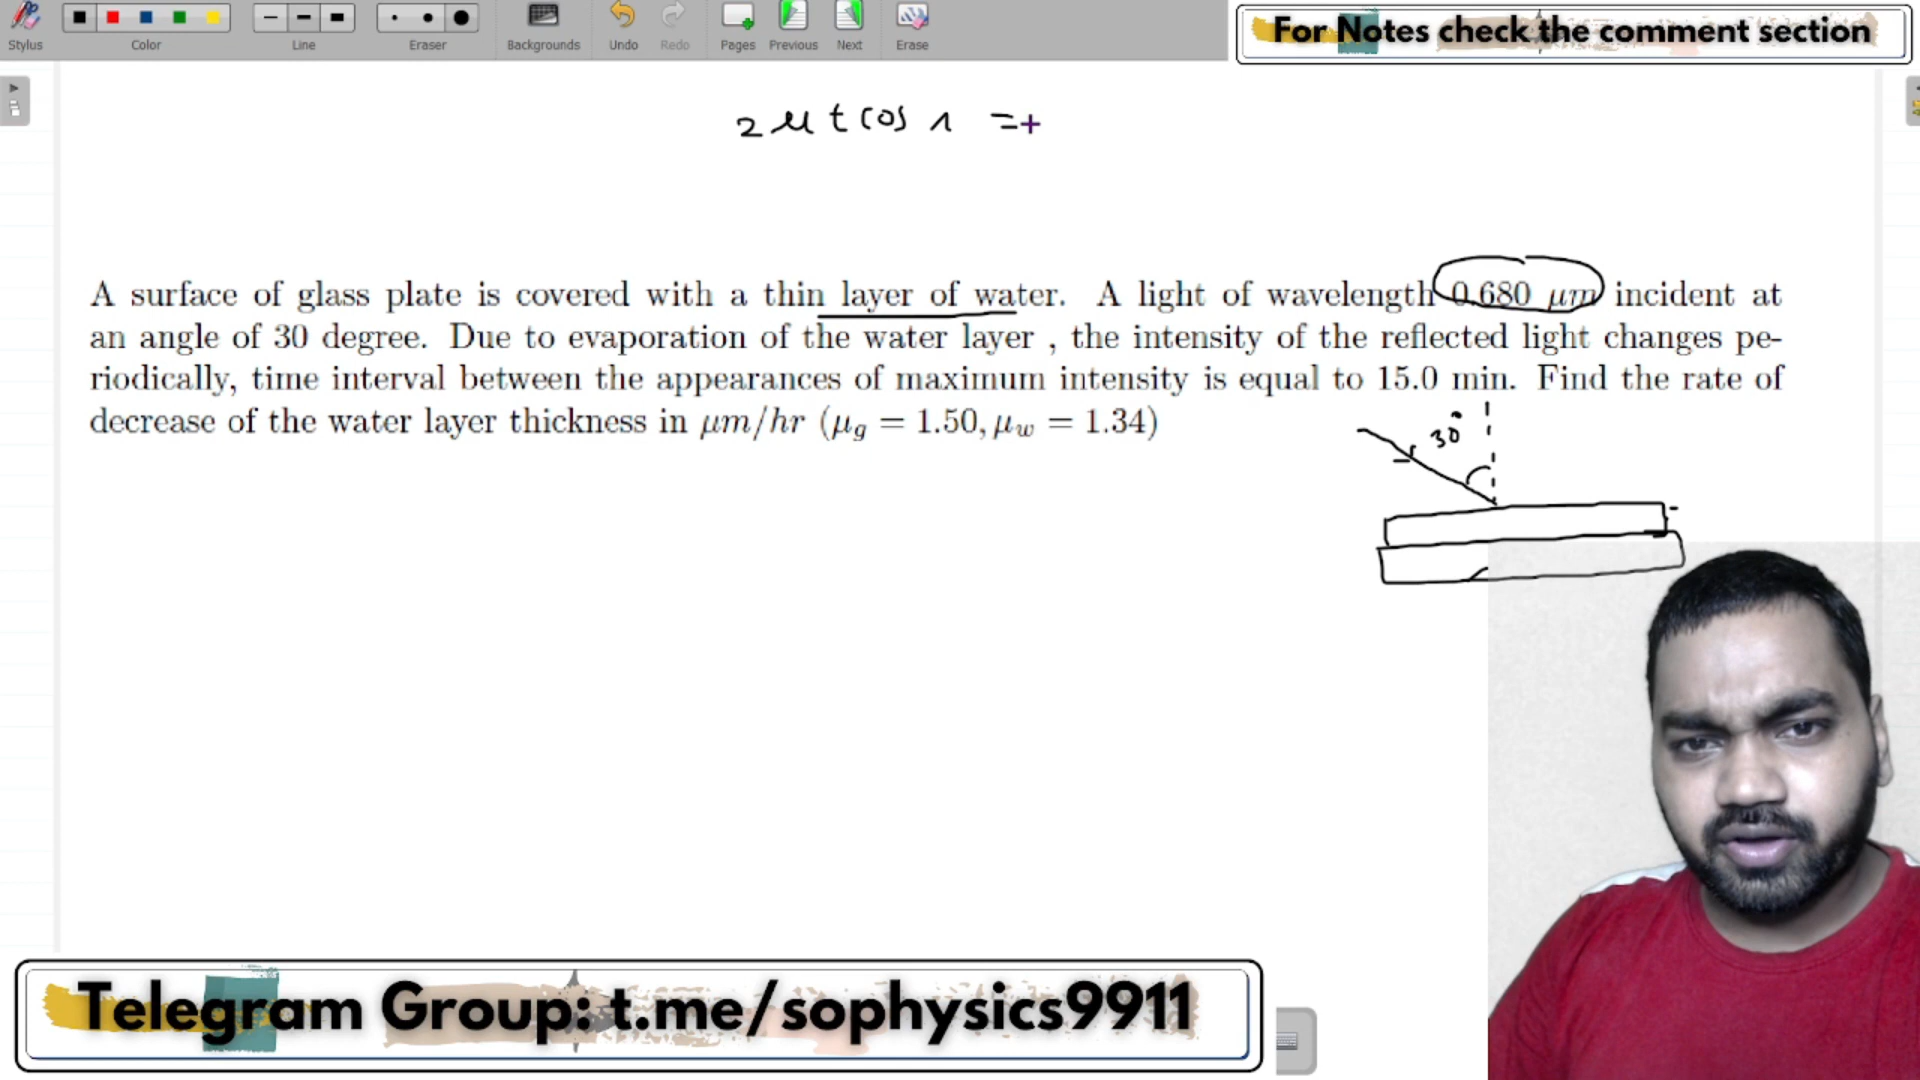 Stylus Color Line Eraser Backgrounds Undo Redo Pages Previous Next Erase
For Notes check the comment section
2 μ t cos r =
A surface of glass plate is covered with a thin layer of water. A light of wavelength 0.680 μm incident at
an angle of 30 degree. Due to evaporation of the water layer , the intensity of the reflected light changes pe-
riodically, time interval between the appearances of maximum intensity is equal to 15.0 min. Find the rate of
decrease of the water layer thickness in μm/hr (μg = 1.50, μw = 1.34)
30°
Telegram Group: t.me/sophysics9911